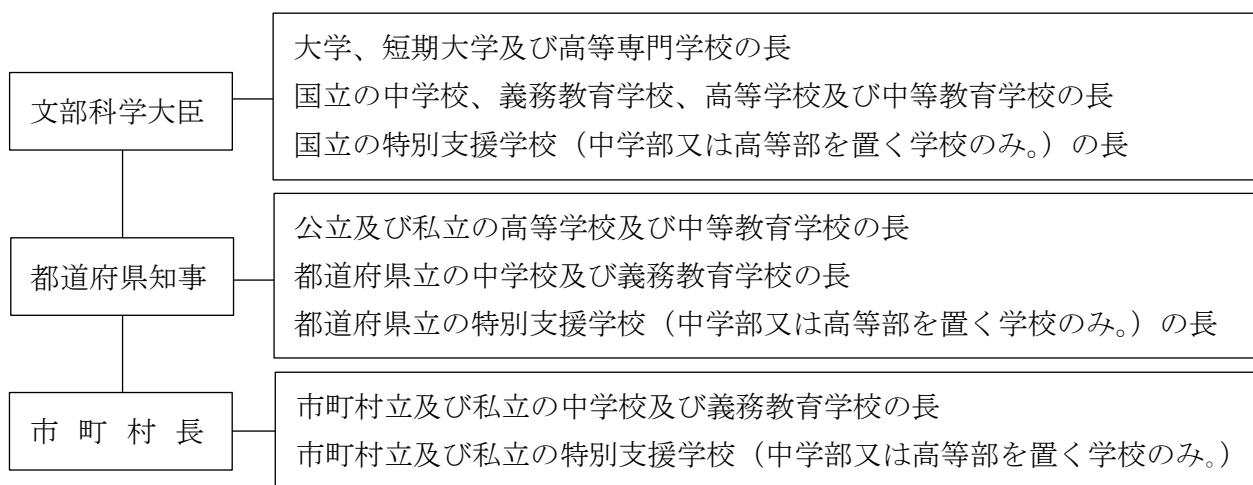 文部科学大臣
大学、短期大学及び高等専門学校の長
国立の中学校、義務教育学校、高等学校及び中等教育学校の長
国立の特別支援学校（中学部又は高等部を置く学校のみ。）の長
都道府県知事
公立及び私立の高等学校及び中等教育学校の長
都道府県立の中学校及び義務教育学校の長
都道府県立の特別支援学校（中学部又は高等部を置く学校のみ。）の長
市町村長
市町村立及び私立の中学校及び義務教育学校の長
市町村立及び私立の特別支援学校（中学部又は高等部を置く学校のみ。）